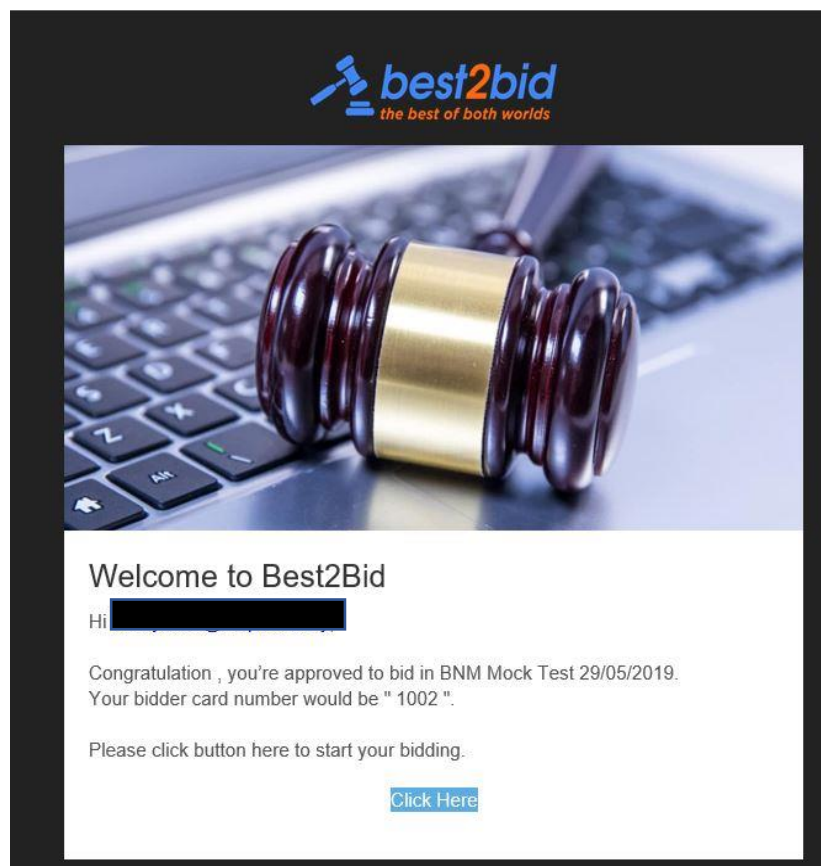 best2bid
the best of both worlds
Z
X
Alt
Welcome to Best2Bid
Hi
Congratulation , you're approved to bid in BNM Mock Test 29/05/2019.
Your bidder card number would be " 1002 ".
Please click button here to start your bidding.
Click Here